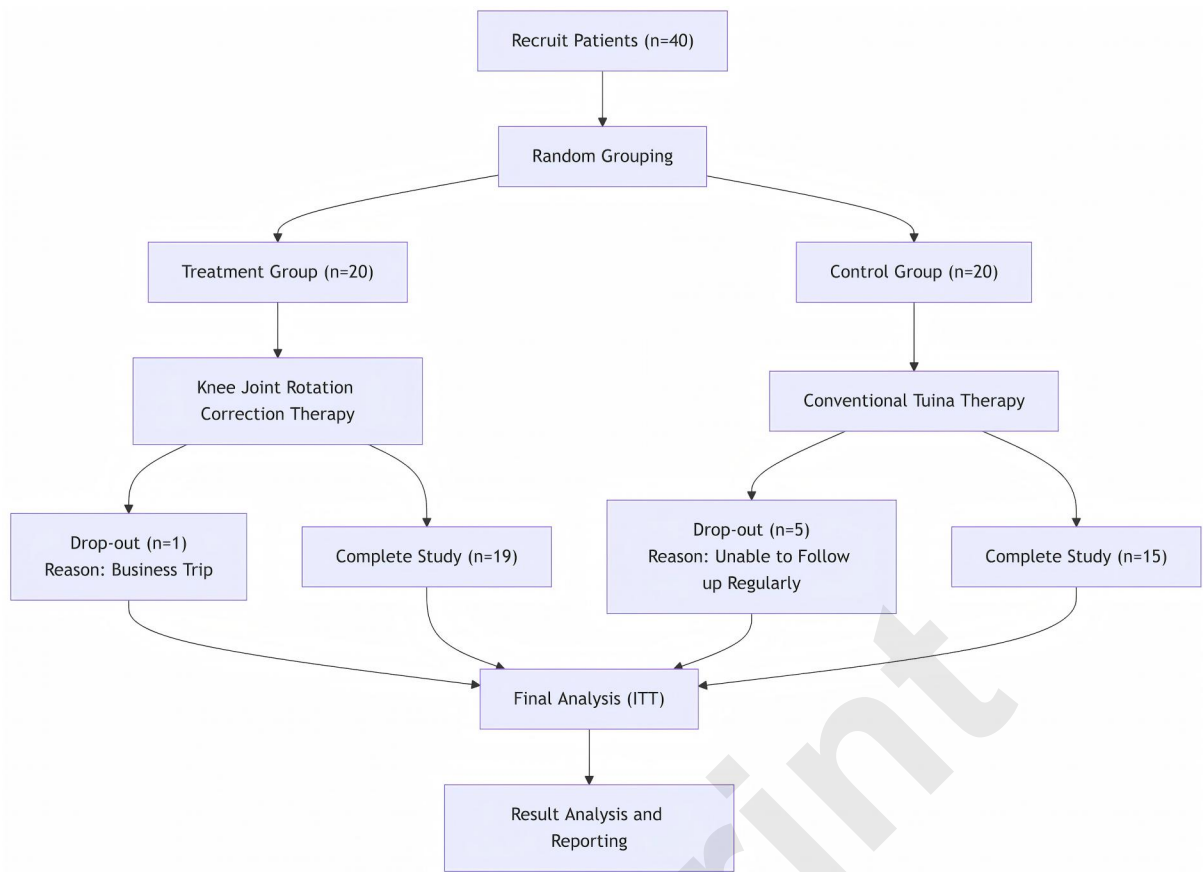 Recruit Patients (n=40)
Random Grouping
Treatment Group (n=20)
Control Group (n=20)
Knee Joint Rotation
Correction Therapy
Conventional Tuina Therapy
Drop-out (n=1)
Reason: Business Trip
Complete Study (n=19)
Drop-out (n=5)
Reason: Unable to Follow
up Regularly
Complete Study (n=15)
Final Analysis (ITT)
Result Analysis and
Reporting
rint